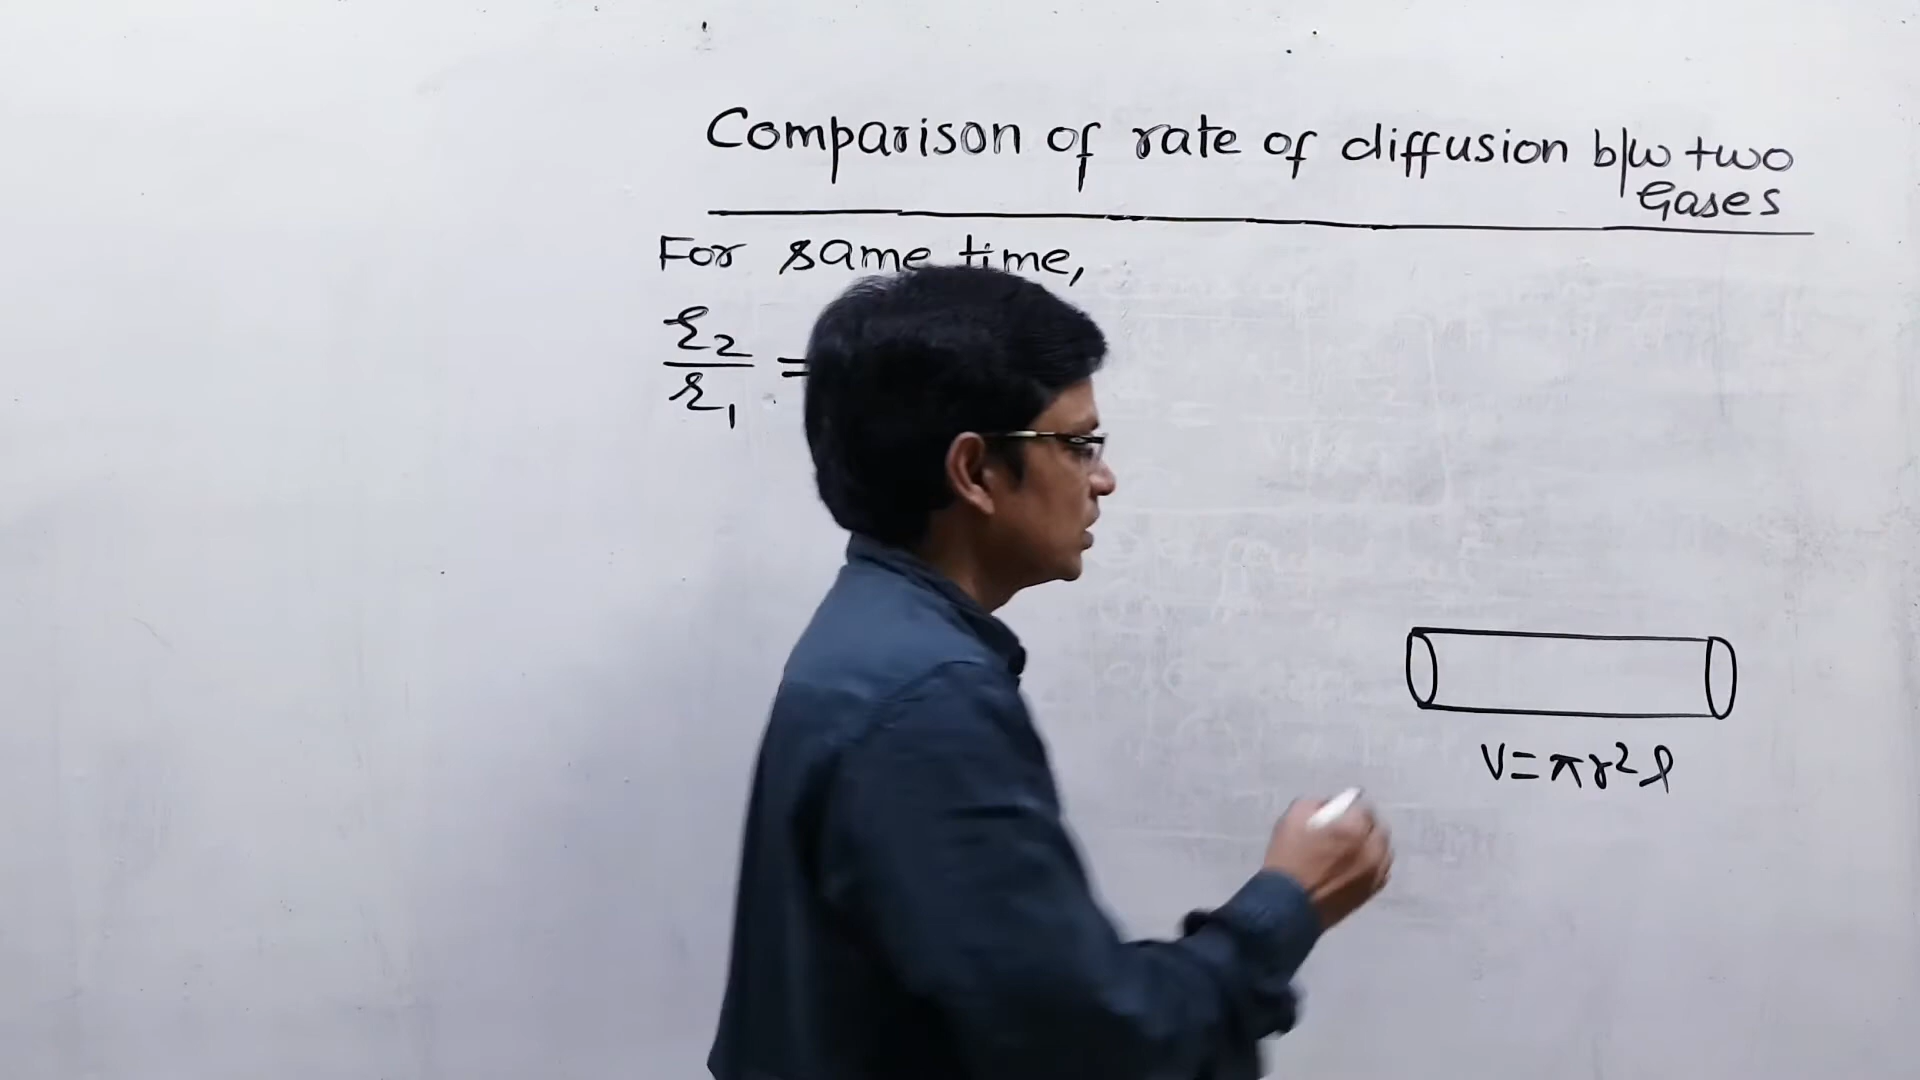 Comparison of rate of diffusion b/w two
Gases
For same time,
r2
r1
=
V=πr²l